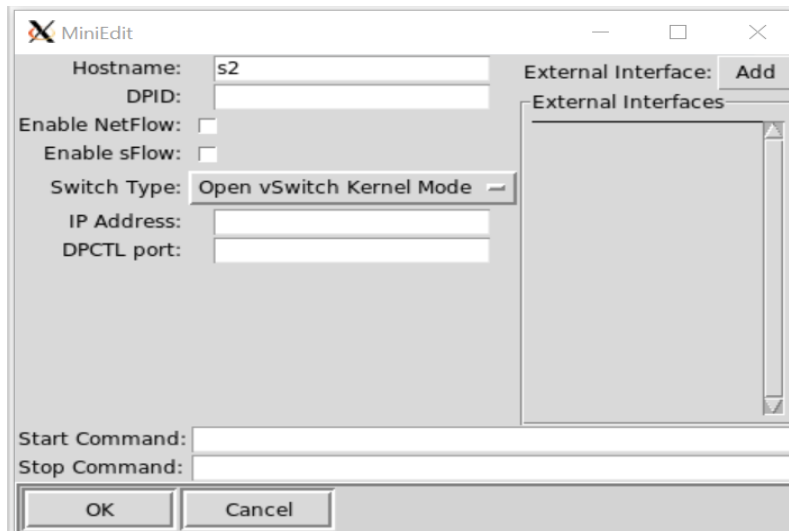 MiniEdit
Hostname: s2
External Interface: Add
DPID:
External Interfaces
Enable NetFlow:
Enable sFlow:
Switch Type: Open vSwitch Kernel Mode
IP Address:
DPCTL port:
Start Command:
Stop Command:
OK Cancel